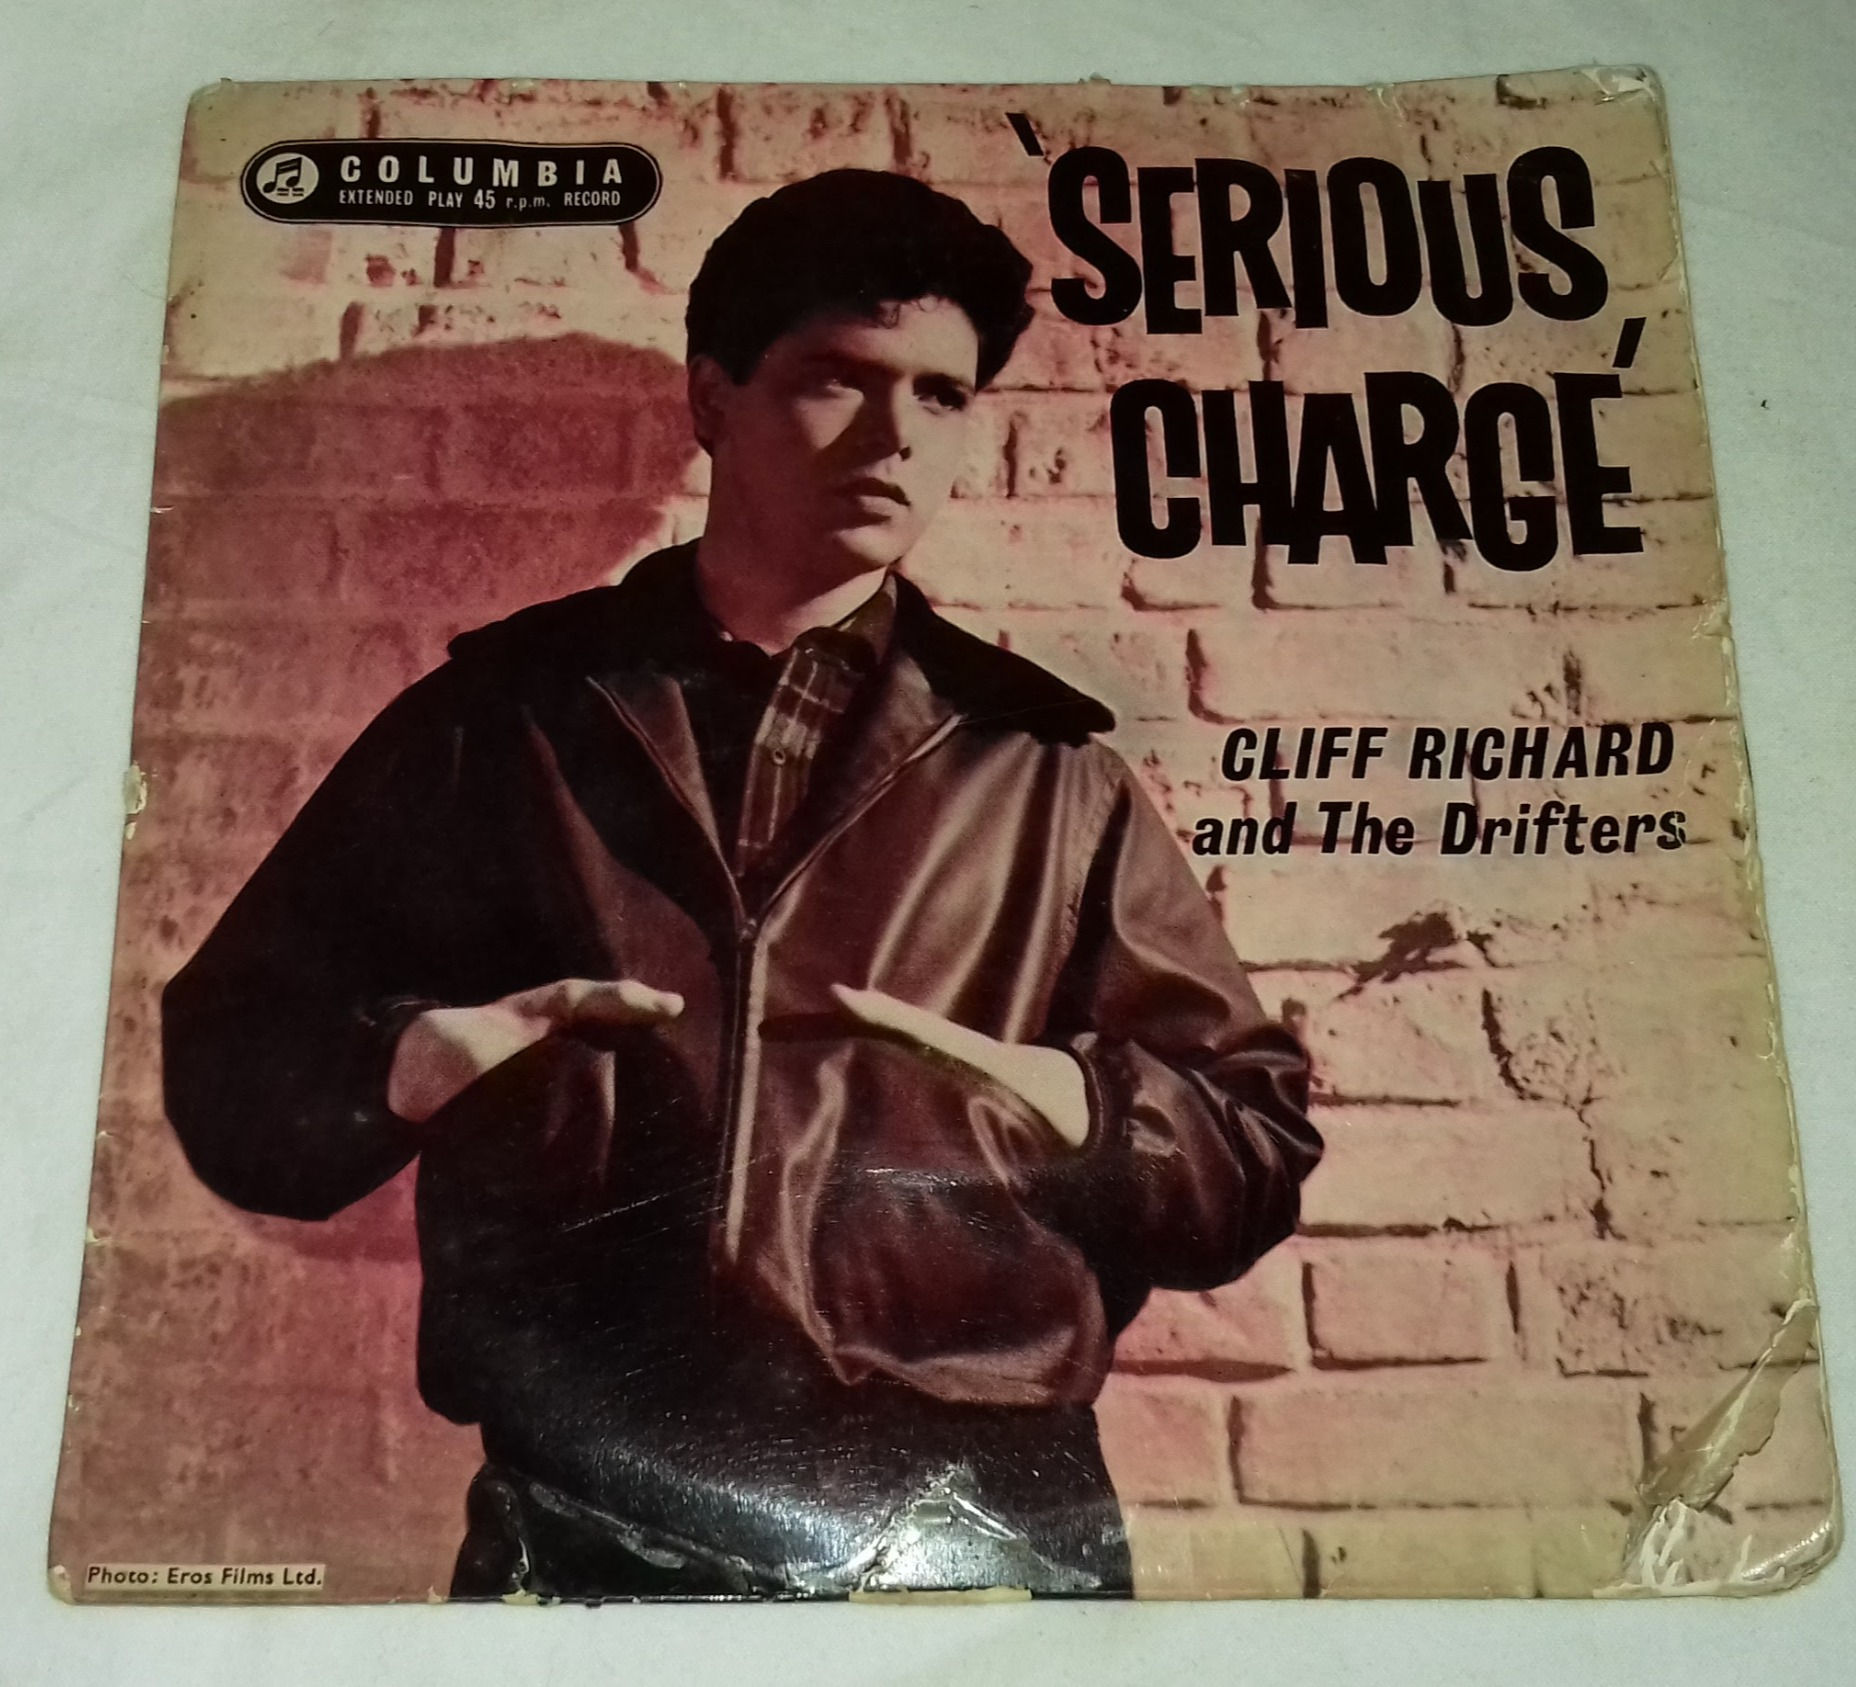 COLUMBIA
EXTENDED PLAY 45 r.p.m. RECORD
'SERIOUS
CHARGE'
CLIFF RICHARD
and The Drifters
Photo: Eros Films Ltd.